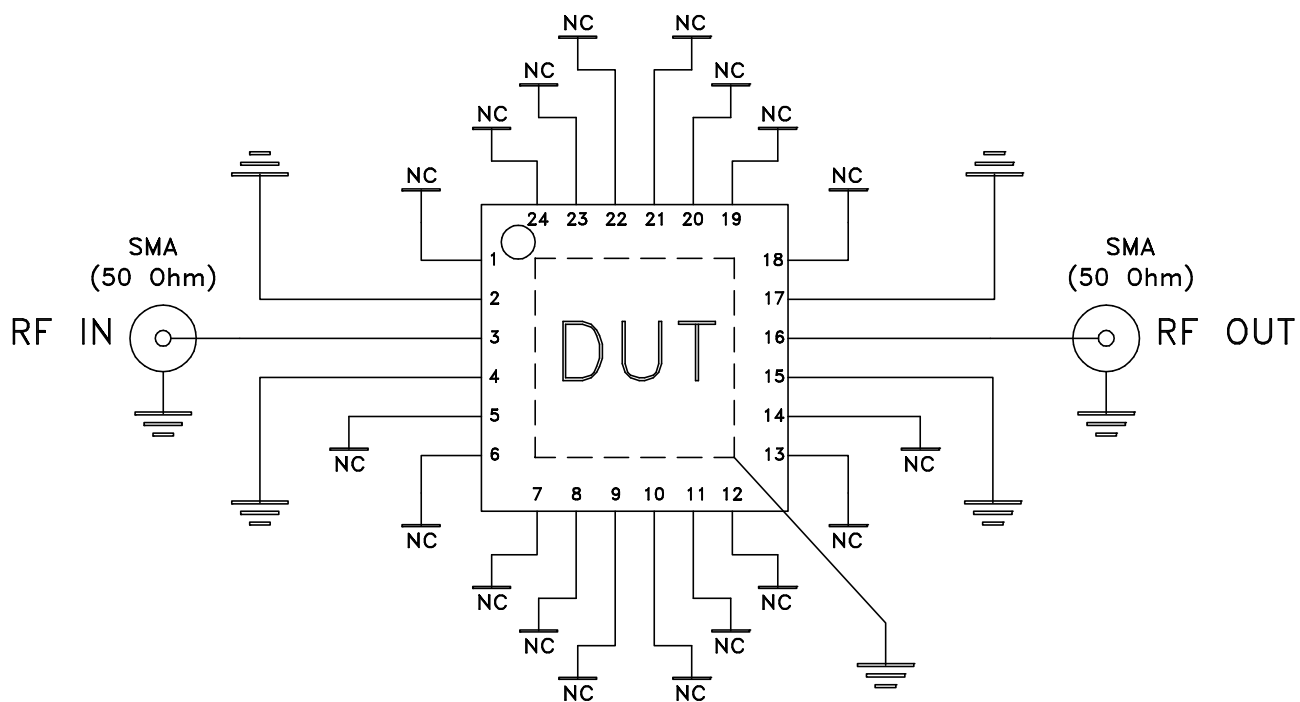 NC NC
NC NC
NC NC
NC NC
24 23 22 21 20 19
SMA
(50 Ohm)
SMA
(50 Ohm)
1 18
2 17
RF IN 3 DUT 16 RF OUT
4 15
5 14
NC 6 13 NC
7 8 9 10 11 12
NC NC
NC NC
NC NC
NC NC